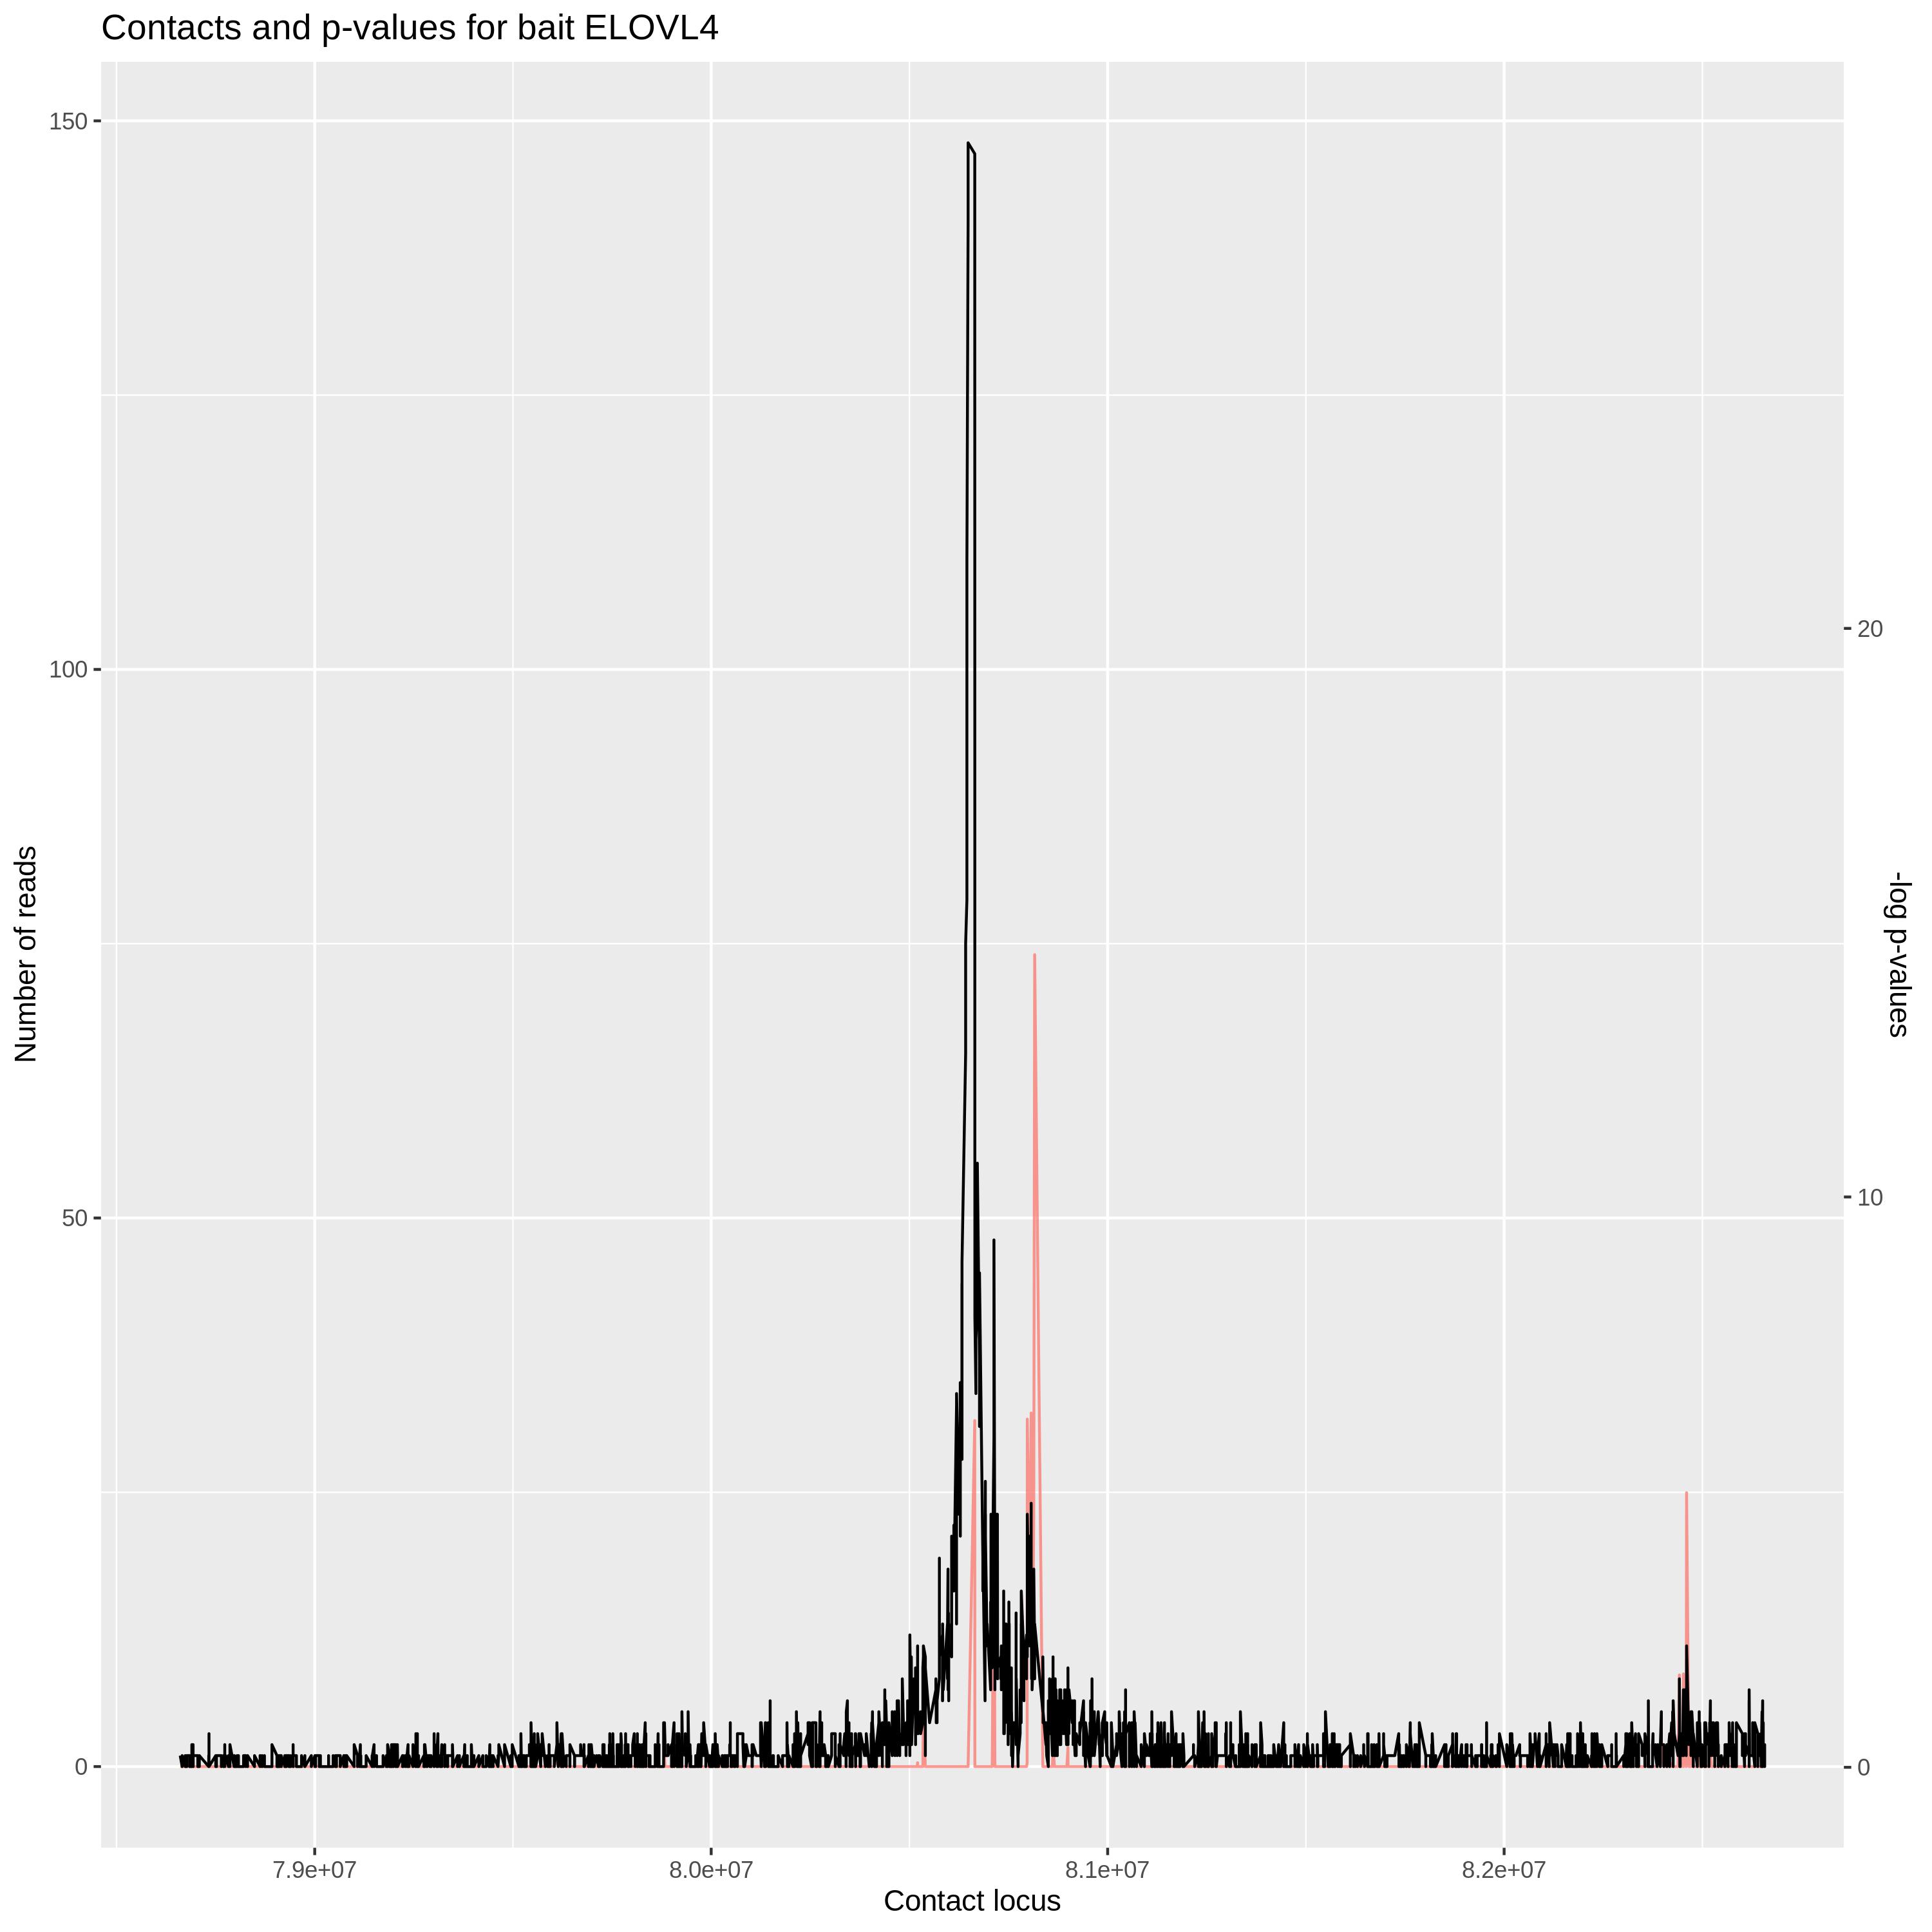 Contacts and p-values for bait ELOVL4
150
100
50
0
Number of reads
20
10
0
-log p-values
7.9e+07 8.0e+07 8.1e+07 8.2e+07
Contact locus